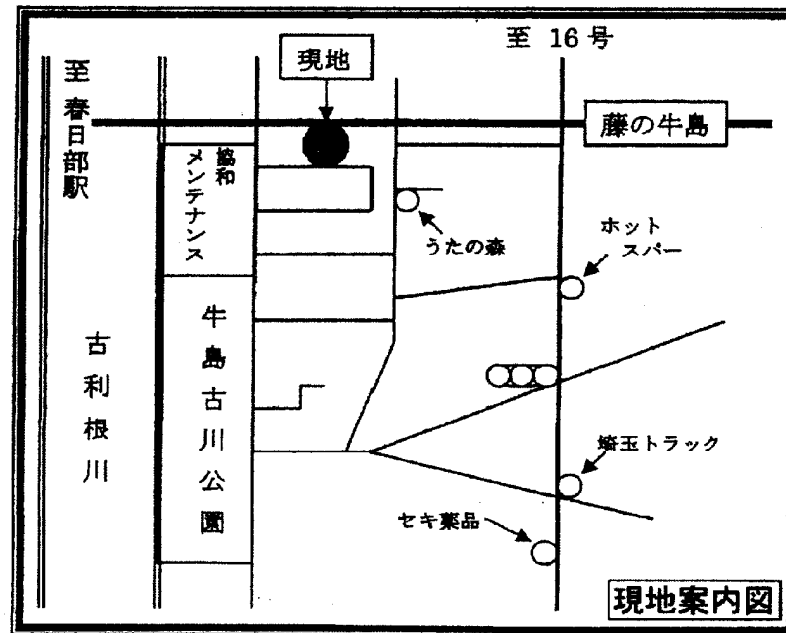 至 16 号
現地
至春日部駅
藤の牛島
協和
メンテナンス
うたの森
ホット
スパー
古利根川
牛島古川公園
埼玉トラック
セキ薬品
現地案内図